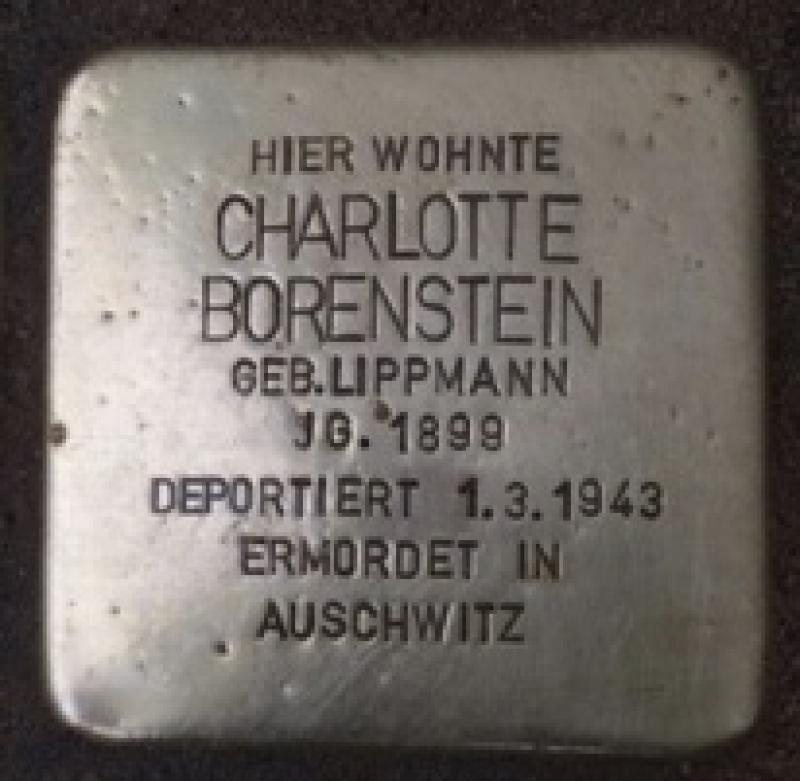 HIER WOHNTE
CHARLOTTE
BORENSTEIN
GEB.LIPPMANN
JG. 1899
DEPORTIERT 1.3.1943
ERMORDET IN
AUSCHWITZ